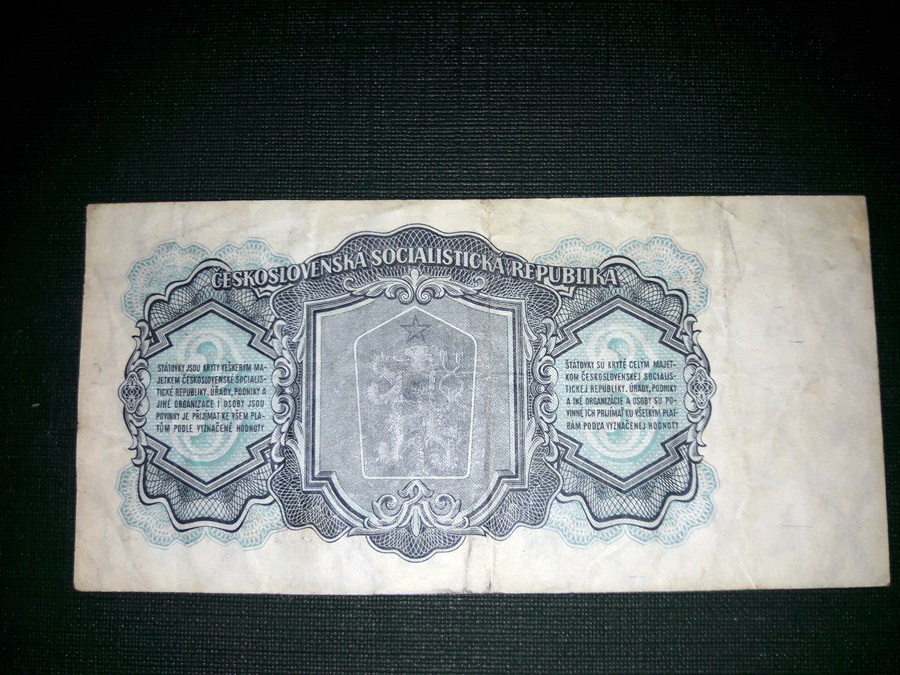 ČESKOSLOVENSKÁ SOCIALISTICKÁ REPUBLIKA
3
STÁTOVKY JSOU KRYTY VEŠKERÝM MA-
JETKEM ČESKOSLOVENSKÉ SOCIALIS-
TICKÉ REPUBLIKY. ÚŘADY, PODNIKY A
JINÉ ORGANIZACE I OSOBY JSOU
POVINNY JE PŘIJÍMAT KE VŠEM PLA-
TŮM PODLE VYZNAČENÉ HODNOTY
3
ŠTÁTOVKY SÚ KRYTÉ CELÝM MAJET-
KOM ČESKOSLOVENSKEJ SOCIALIS-
TICKEJ REPUBLIKY. ÚRADY, PODNIKY
A INÉ ORGANIZÁCIE A OSOBY SÚ PO-
VINNÉ ICH PRIJÍMAŤ KU VŠETKÝM PLAT-
BÁM PODĽA VYZNAČENEJ HODNOTY